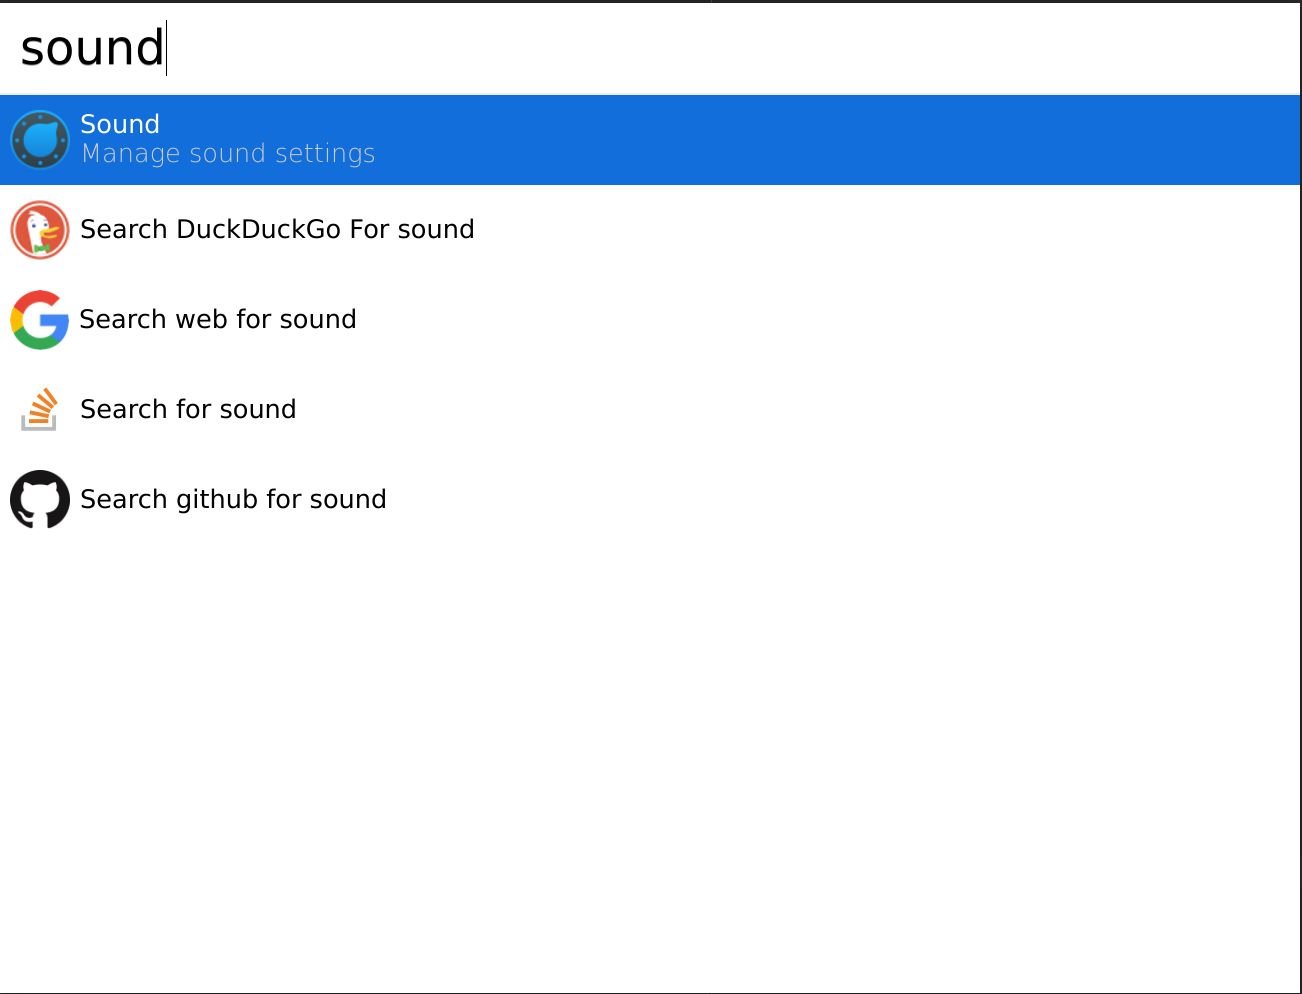 sound
Sound
Manage sound settings
Search DuckDuckGo For sound
Search web for sound
Search for sound
Search github for sound